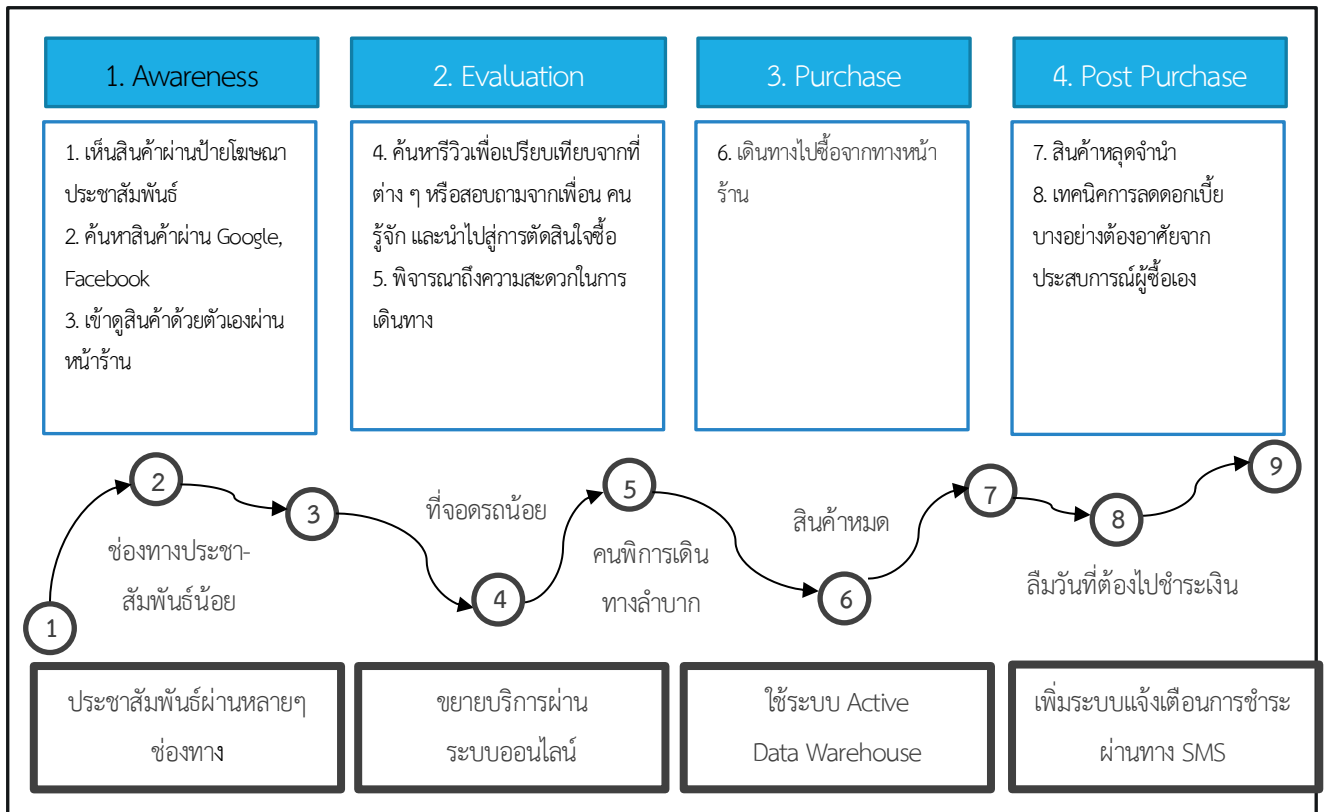 1. Awareness
2. Evaluation
3. Purchase
4. Post Purchase
1. เห็นสินค้าผ่านป้ายโฆษณา
ประชาสัมพันธ์
2. ค้นหาสินค้าผ่าน Google,
Facebook
3. เข้าดูสินค้าด้วยตัวเองผ่าน
หน้าร้าน
4. ค้นหารีวิวเพื่อเปรียบเทียบจากที่
ต่าง ๆ หรือสอบถามจากเพื่อน คน
รู้จัก และนำไปสู่การตัดสินใจซื้อ
5. พิจารณาถึงความสะดวกในการ
เดินทาง
6. เดินทางไปซื้อจากทางหน้า
ร้าน
7. สินค้าหลุดจำนำ
8. เทคนิคการลดดอกเบี้ย
บางอย่างต้องอาศัยจาก
ประสบการณ์ผู้ซื้อเอง
1
2
ช่องทางประชา-
สัมพันธ์น้อย
3
ที่จอดรถน้อย
4
5
คนพิการเดิน
ทางลำบาก
สินค้าหมด
6
7
8
9
ลืมวันที่ต้องไปชำระเงิน
ประชาสัมพันธ์ผ่านหลายๆ
ช่องทาง
ขยายบริการผ่าน
ระบบออนไลน์
ใช้ระบบ Active
Data Warehouse
เพิ่มระบบแจ้งเตือนการชำระ
ผ่านทาง SMS